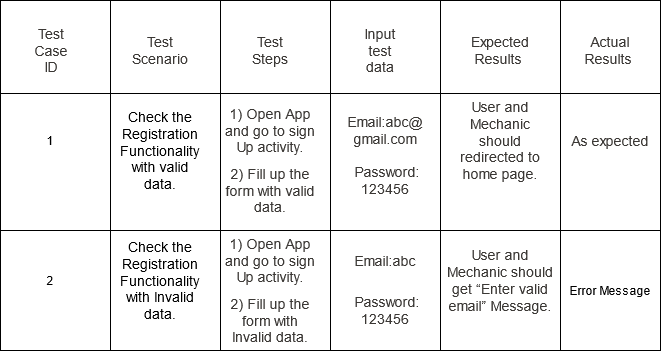 Test
Case
ID
Test
Scenario
Test
Steps
Input
test
data
Expected
Results
Actual
Results
1
Check the
Registration
Functionality
with valid
data.
1) Open App
and go to sign
Up activity.
2) Fill up the
form with valid
data.
Email:abc@
gmail.com
Password:
123456
User and
Mechanic
should
redirected to
home page.
As expected
2
Check the
Registration
Functionality
with Invalid
data.
1) Open App
and go to sign
Up activity.
2) Fill up the
form with
Invalid data.
Email:abc
Password:
123456
User and
Mechanic should
get “Enter valid
email” Message.
Error Message